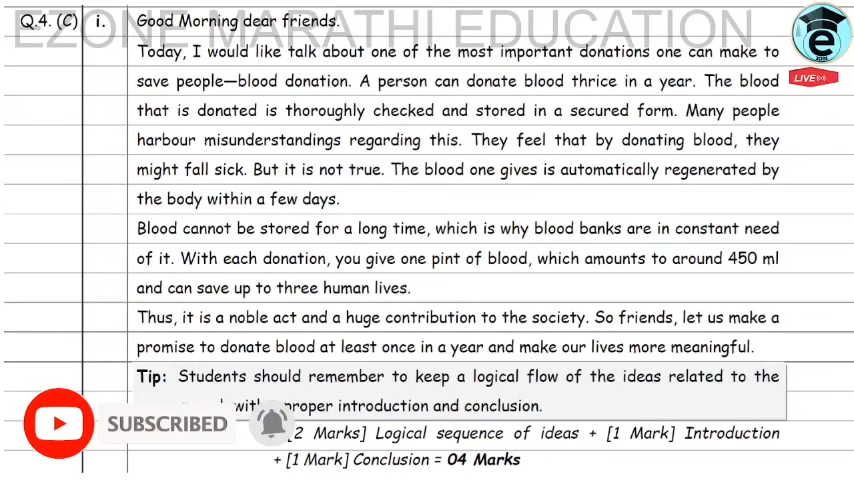 EZONE MARATHI EDUCATION
Q.4. (C) i. Good Morning dear friends.
Today, I would like talk about one of the most important donations one can make to
save people—blood donation. A person can donate blood thrice in a year. The blood
that is donated is thoroughly checked and stored in a secured form. Many people
harbour misunderstandings regarding this. They feel that by donating blood, they
might fall sick. But it is not true. The blood one gives is automatically regenerated by
the body within a few days.
Blood cannot be stored for a long time, which is why blood banks are in constant need
of it. With each donation, you give one pint of blood, which amounts to around 450 ml
and can save up to three human lives.
Thus, it is a noble act and a huge contribution to the society. So friends, let us make a
promise to donate blood at least once in a year and make our lives more meaningful.
Tip: Students should remember to keep a logical flow of the ideas related to the
proper introduction and conclusion.
[2 Marks] Logical sequence of ideas + [1 Mark] Introduction
+ [1 Mark] Conclusion = 04 Marks
SUBSCRIBED
e
LIVE